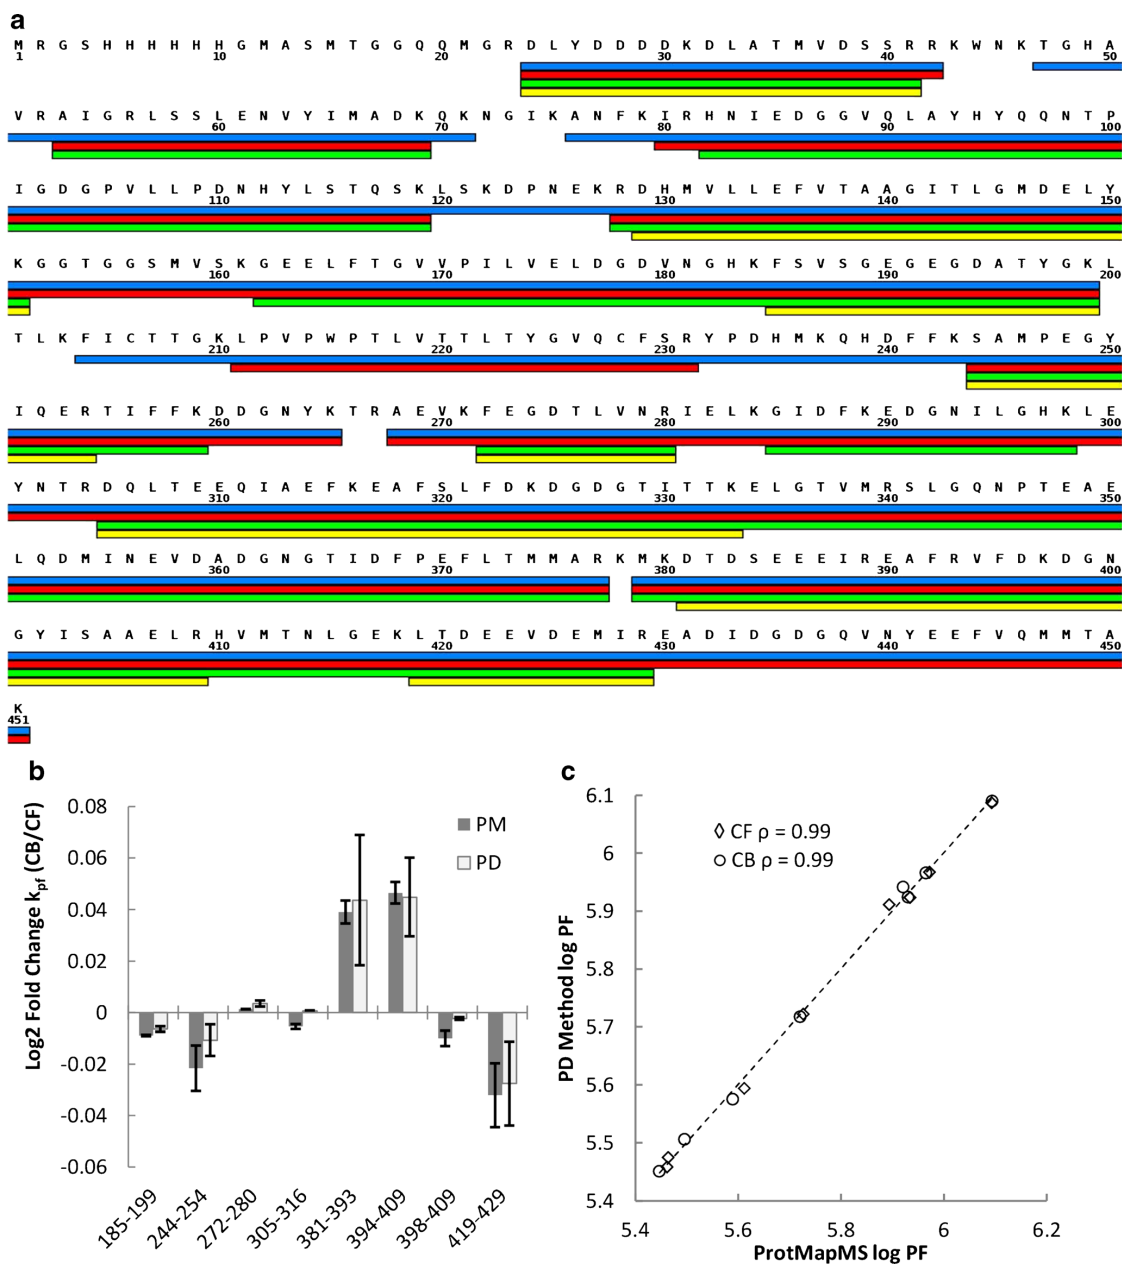 a
M R G S H H H H H H G M A S M T G G Q Q M G R D L Y D D D D K D L A T M V D S S R R K W N K T G H A
1 10 20 30 40 50
V R A I G R L S S L E N V Y I M A D K Q K N G I K A N F K I R H N I E D G G V Q L A Y H Y Q Q N T P
60 70 80 90 100
I G D G P V L L P D N H Y L S T Q S K L S K D P N E K R D H M V L L E F V T A A G I T L G M D E L Y
110 120 130 140 150
K G G T G G S M V S K G E E L F T G V V P I L V E L D G D V N G H K F S V S G E G E G D A T Y G K L
160 170 180 190 200
T L K F I C T T G K L P V P W P T L V T T L T Y G V Q C F S R Y P D H M K Q H D F F K S A M P E G Y
210 220 230 240 250
I Q E R T I F F K D D G N Y K T R A E V K F E G D T L V N R I E L K G I D F K E D G N I L G H K L E
260 270 280 290 300
Y N T R D Q L T E E Q I A E F K E A F S L F D K D G D G T I T T K E L G T V M R S L G Q N P T E A E
310 320 330 340 350
L Q D M I N E V D A D G N G T I D F P E F L T M M A R K M K D T D S E E E I R E A F R V F D K D G N
360 370 380 390 400
G Y I S A A E L R H V M T N L G E K L T D E E V D E M I R E A D I D G D G Q V N Y E E F V Q M M T A
410 420 430 440 450
K
451
b
Log2 Fold Change kpf (CB/CF)
0.08
0.06
0.04
0.02
0
-0.02
-0.04
-0.06
PM
PD
185-199
244-254
272-280
305-316
381-393
394-409
398-409
419-429
c
PD Method log PF
6.1
6
5.9
5.8
5.7
5.6
5.5
5.4
CF ρ = 0.99
CB ρ = 0.99
5.4 5.6 5.8 6 6.2
ProtMapMS log PF